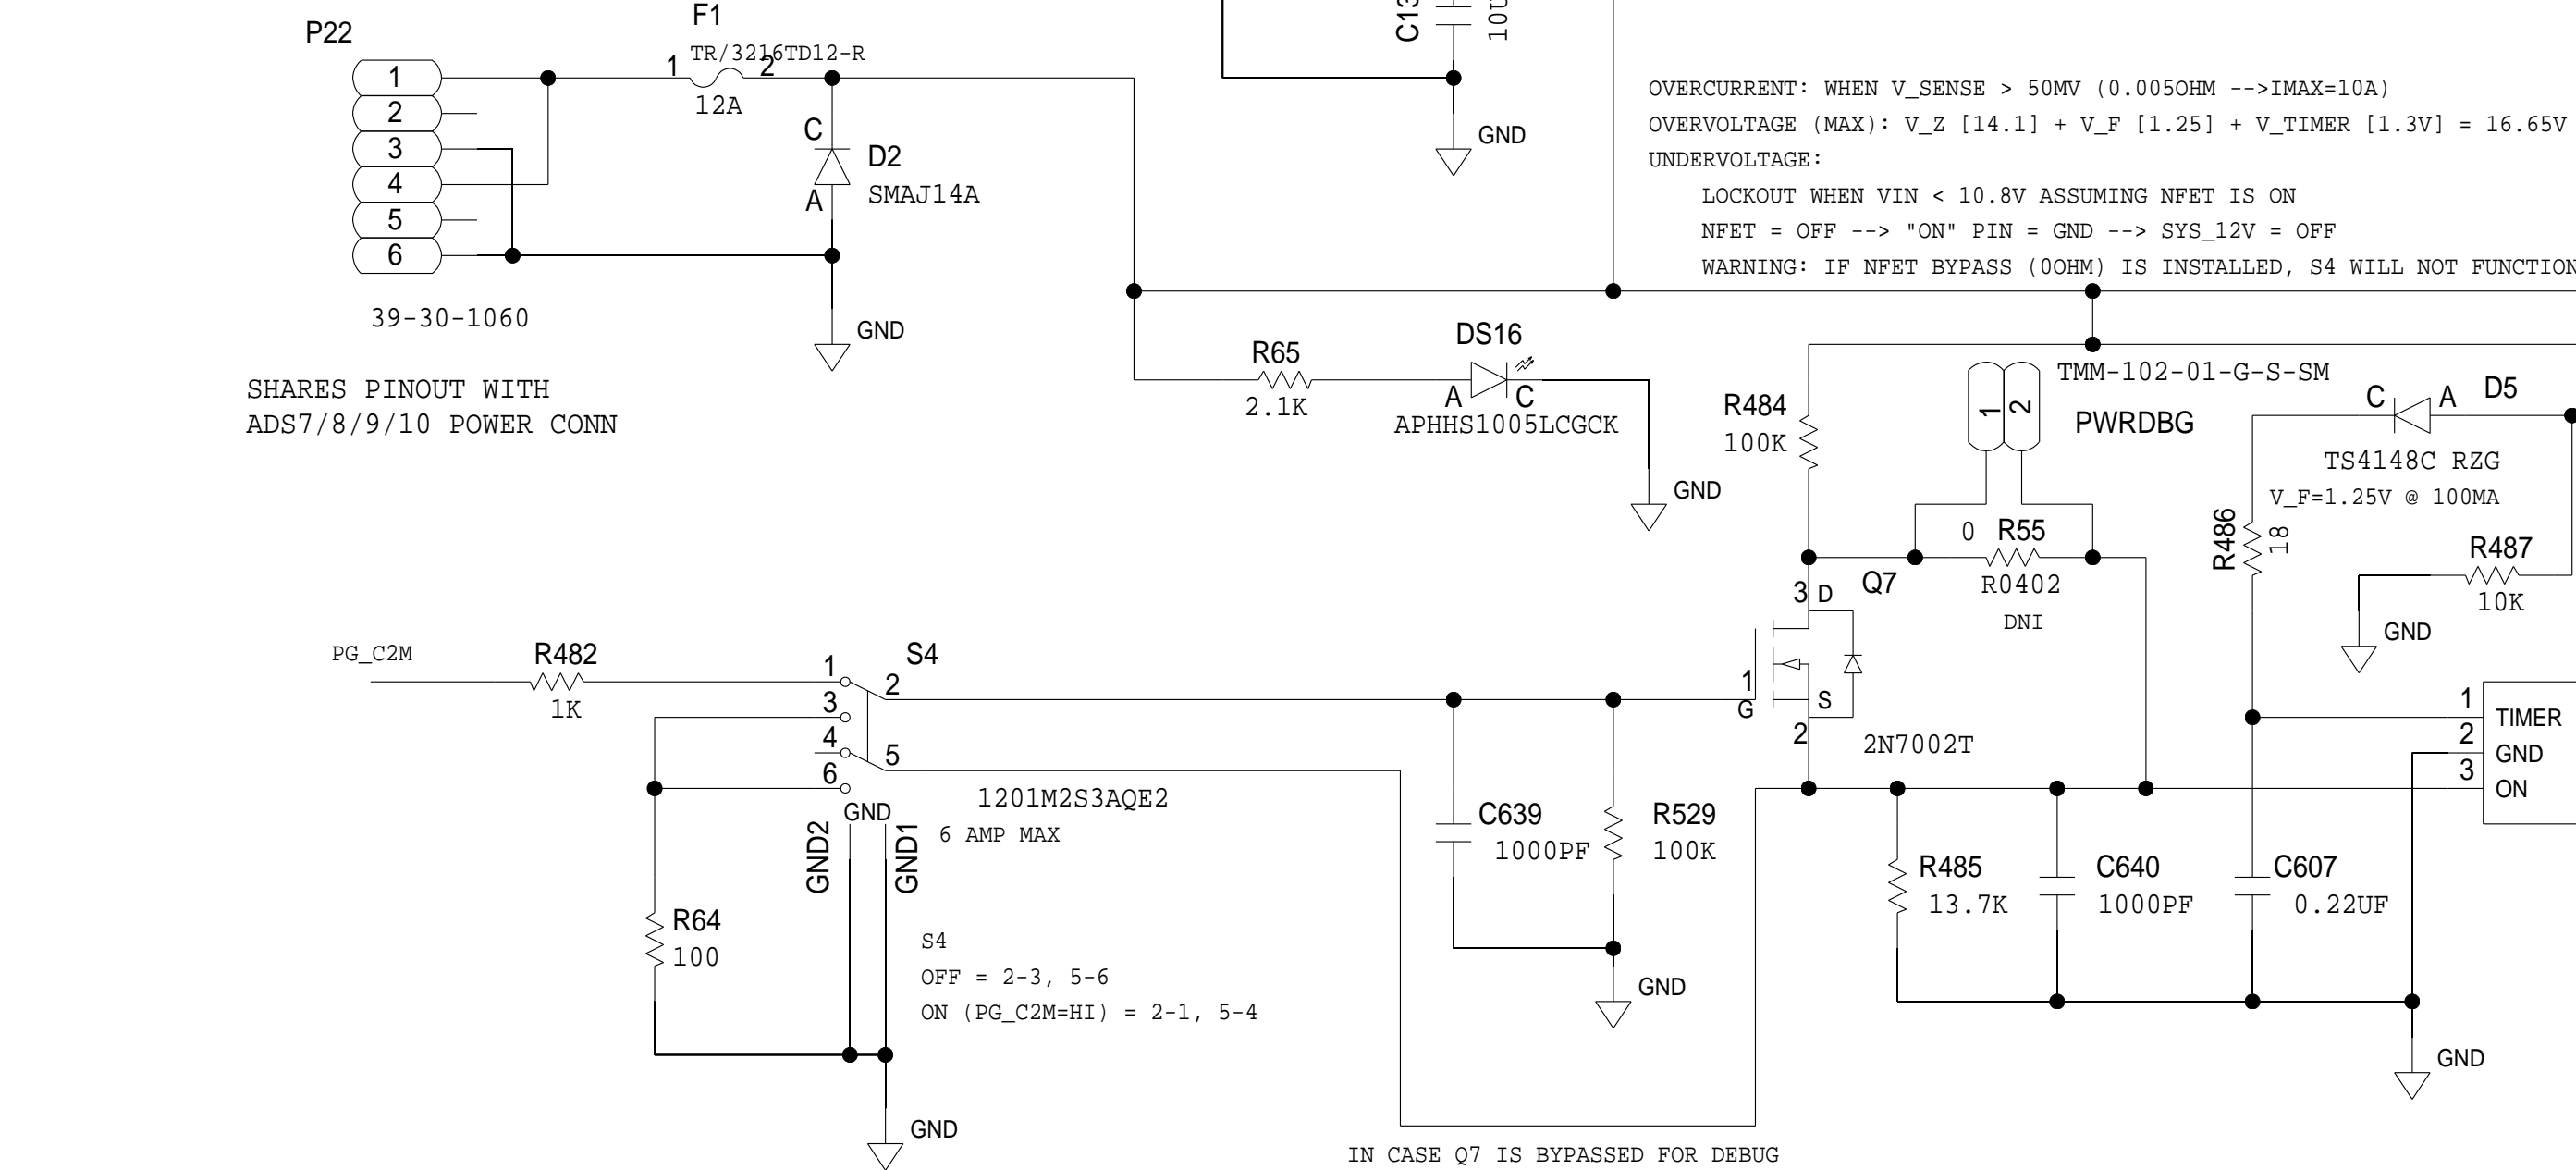 P22
F1
TR/3216TD12-R
1
2
12A
1
2
3
4
5
6
39-30-1060
SHARES PINOUT WITH
ADS7/8/9/10 POWER CONN
C
A
D2
SMAJ14A
GND
GND
OVERCURRENT: WHEN V_SENSE > 50MV (0.005OHM -->IMAX=10A)
OVERVOLTAGE (MAX): V_Z [14.1] + V_F [1.25] + V_TIMER [1.3V] = 16.65V
UNDERVOLTAGE:
LOCKOUT WHEN VIN < 10.8V ASSUMING NFET IS ON
NFET = OFF --> "ON" PIN = GND --> SYS_12V = OFF
WARNING: IF NFET BYPASS (0OHM) IS INSTALLED, S4 WILL NOT FUNCTION
R65
2.1K
DS16
A
C
APHHS1005LCGCK
GND
R484
100K
1
2
TMM-102-01-G-S-SM
PWRDBG
C
A
D5
TS4148C RZG
V_F=1.25V @ 100MA
R486
18
R487
10K
GND
0
R55
R0402
DNI
3
D
Q7
1
G
S
2
2N7002T
PG_C2M
R482
1K
1
3
4
6
2
5
S4
GND
GND2
GND1
1201M2S3AQE2
6 AMP MAX
R64
100
S4
OFF = 2-3, 5-6
ON (PG_C2M=HI) = 2-1, 5-4
GND
C639
1000PF
R529
100K
GND
R485
13.7K
C640
1000PF
C607
0.22UF
1
2
3
TIMER
GND
ON
GND
IN CASE Q7 IS BYPASSED FOR DEBUG